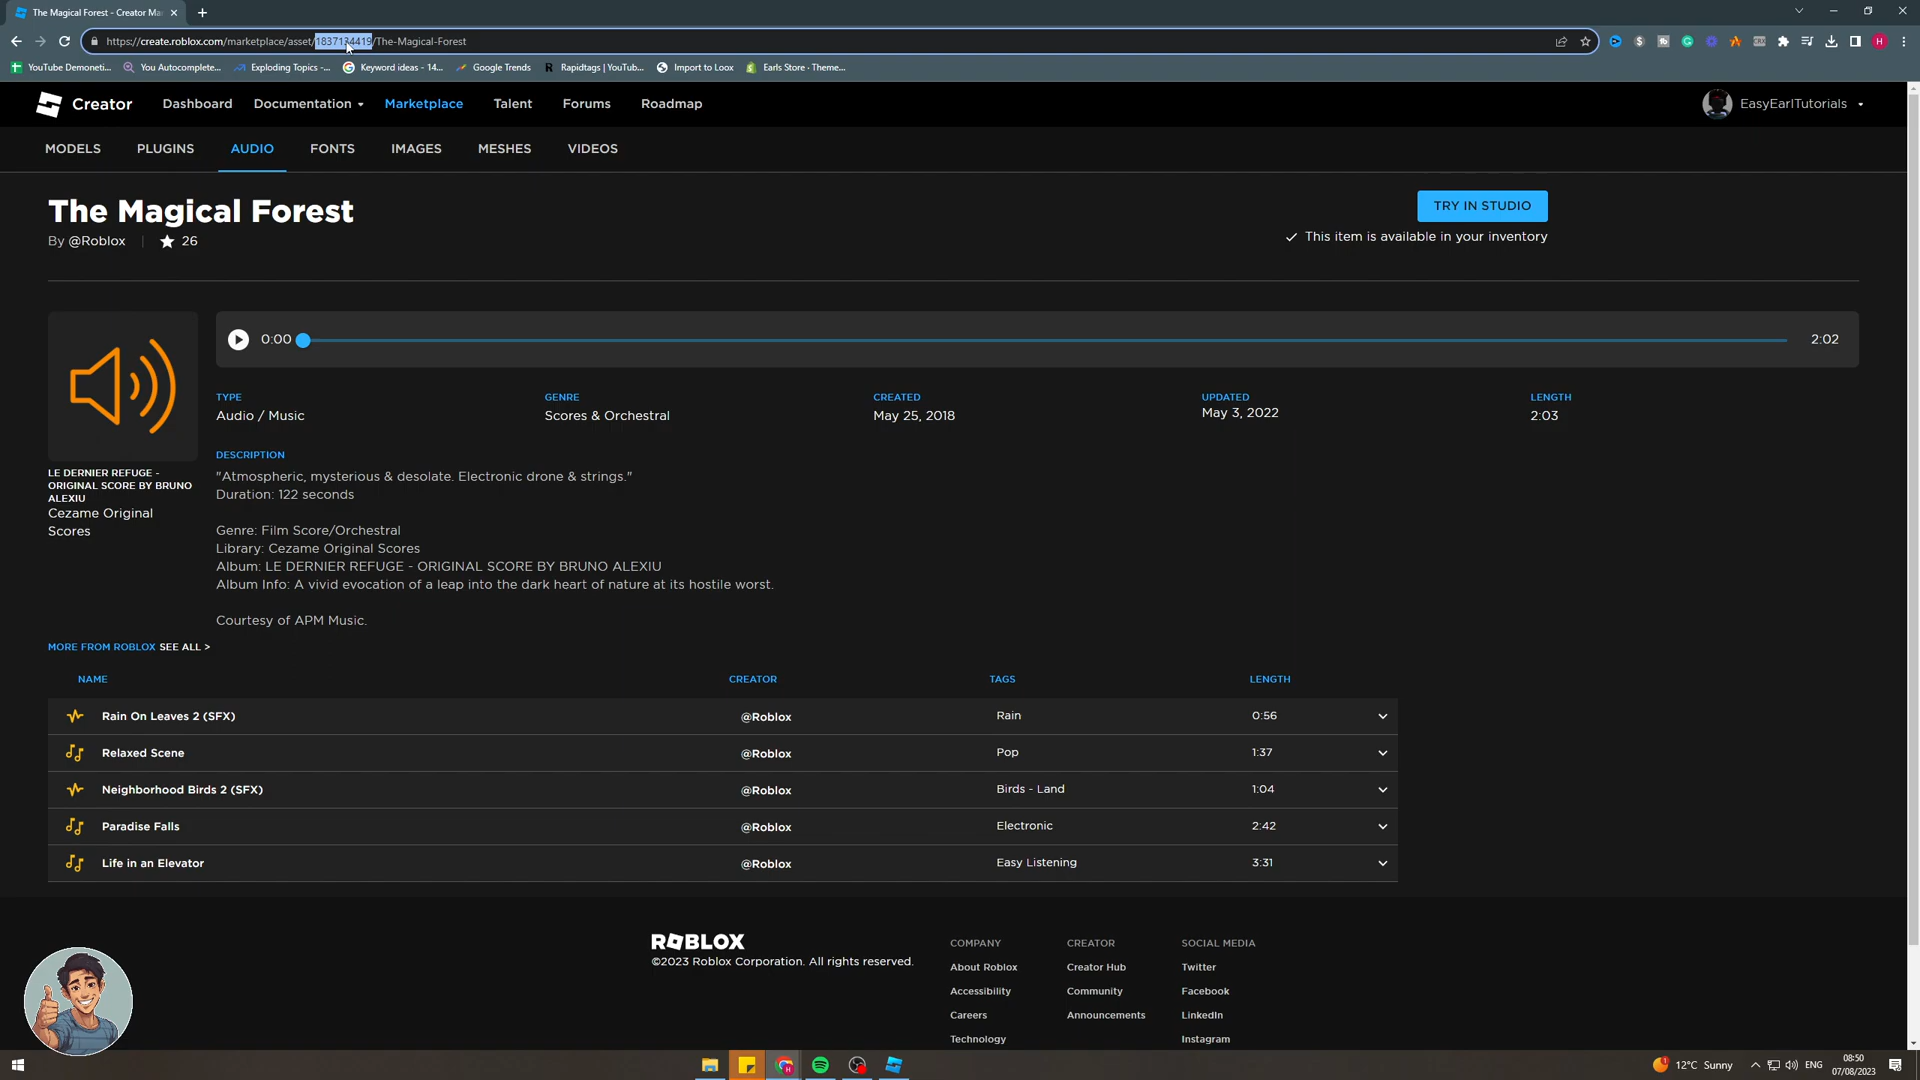 The Magical Forest - Creator Ma
https://create.roblox.com/marketplace/asset/1837134419/The-Magical-Forest
YouTube Demoneti...
You Autocomplete...
Exploding Topics -...
Keyword ideas - 14...
Google Trends
Rapidtags | YouTub...
Import to Loox
Earls Store · Theme...
Creator
Dashboard
Documentation
Marketplace
Talent
Forums
Roadmap
EasyEarlTutorials
MODELS
PLUGINS
AUDIO
FONTS
IMAGES
MESHES
VIDEOS
The Magical Forest
TRY IN STUDIO
By @Roblox | 26
This item is available in your inventory
0:00
2:02
TYPE
Audio / Music
GENRE
Scores & Orchestral
CREATED
May 25, 2018
UPDATED
May 3, 2022
LENGTH
2:03
LE DERNIER REFUGE -
ORIGINAL SCORE BY BRUNO
ALEXIU
Cezame Original
Scores
DESCRIPTION
"Atmospheric, mysterious & desolate. Electronic drone & strings."
Duration: 122 seconds
Genre: Film Score/Orchestral
Library: Cezame Original Scores
Album: LE DERNIER REFUGE - ORIGINAL SCORE BY BRUNO ALEXIU
Album Info: A vivid evocation of a leap into the dark heart of nature at its hostile worst.
Courtesy of APM Music.
MORE FROM ROBLOX SEE ALL >
NAME CREATOR TAGS LENGTH
Rain On Leaves 2 (SFX) @Roblox Rain 0:56
Relaxed Scene @Roblox Pop 1:37
Neighborhood Birds 2 (SFX) @Roblox Birds - Land 1:04
Paradise Falls @Roblox Electronic 2:42
Life in an Elevator @Roblox Easy Listening 3:31
ROBLOX
©2023 Roblox Corporation. All rights reserved.
COMPANY
About Roblox
Accessibility
Careers
Technology
CREATOR
Creator Hub
Community
Announcements
SOCIAL MEDIA
Twitter
Facebook
LinkedIn
Instagram
12°C Sunny
ENG
08:50
07/08/2023